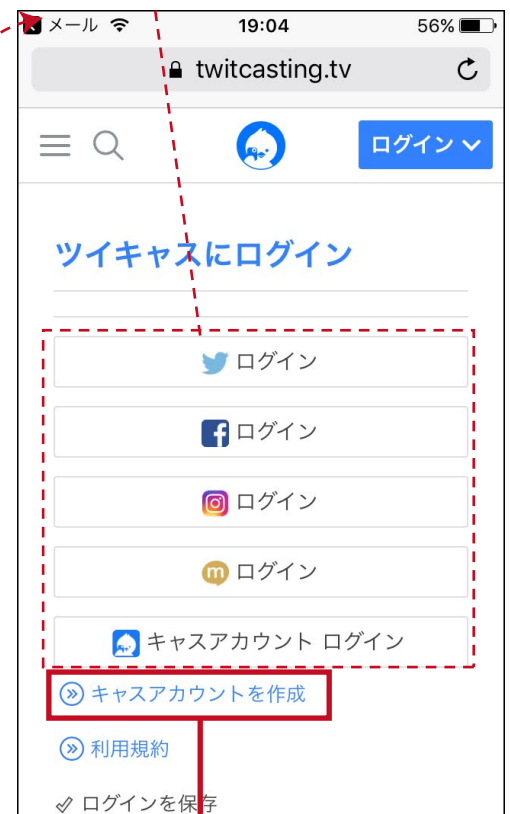 メール
19:04
56%
twitcasting.tv
ログイン
ツイキャスにログイン
ログイン
ログイン
ログイン
ログイン
キャスアカウント ログイン
キャスアカウントを作成
利用規約
ログインを保存